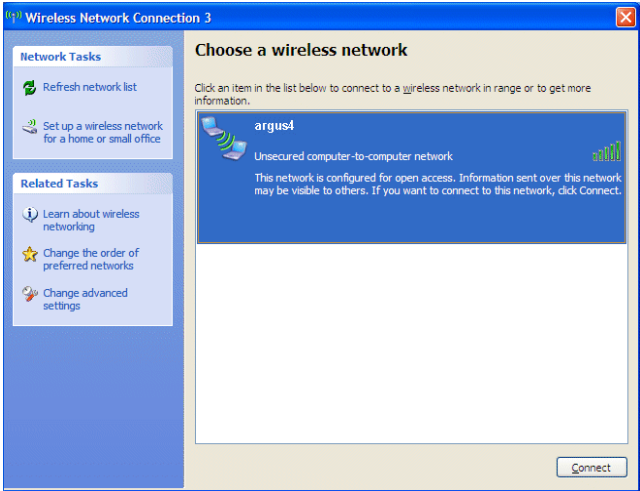 Wireless Network Connection 3
Network Tasks
Refresh network list
Set up a wireless network
for a home or small office
Related Tasks
Learn about wireless
networking
Change the order of
preferred networks
Change advanced
settings
Choose a wireless network
Click an item in the list below to connect to a wireless network in range or to get more
information.
argus4
Unsecured computer-to-computer network
This network is configured for open access. Information sent over this network
may be visible to others. If you want to connect to this network, click Connect.
Connect